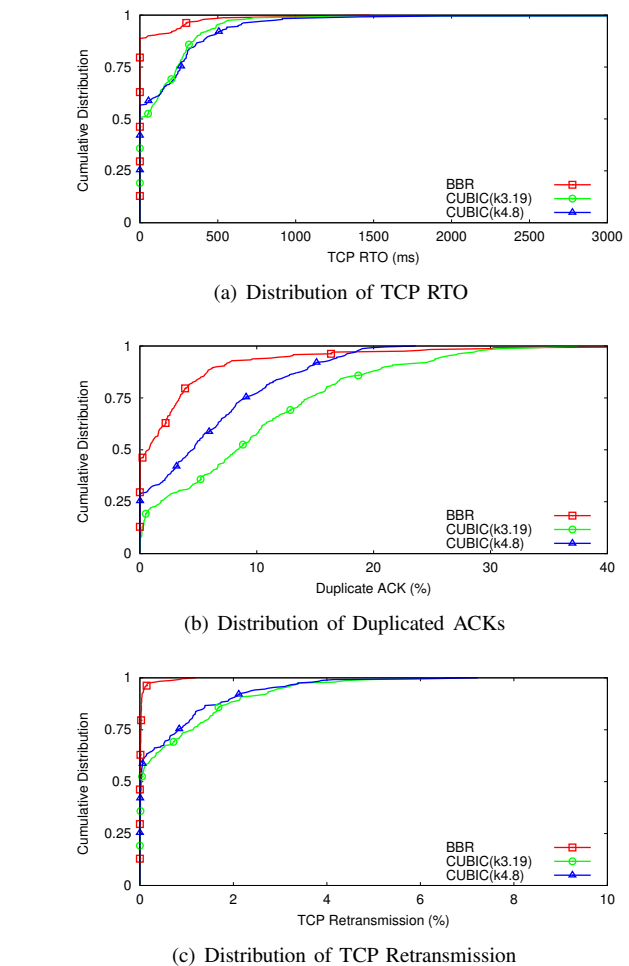 1
0.75
0.5
0.25
0
Cumulative Distribution
BBR
CUBIC(k3.19)
CUBIC(k4.8)
0 500 1000 1500 2000 2500 3000
TCP RTO (ms)
(a) Distribution of TCP RTO
1
0.75
0.5
0.25
0
Cumulative Distribution
BBR
CUBIC(k3.19)
CUBIC(k4.8)
0 10 20 30 40
Duplicate ACK (%)
(b) Distribution of Duplicated ACKs
1
0.75
0.5
0.25
0
Cumulative Distribution
BBR
CUBIC(k3.19)
CUBIC(k4.8)
0 2 4 6 8 10
TCP Retransmission (%)
(c) Distribution of TCP Retransmission